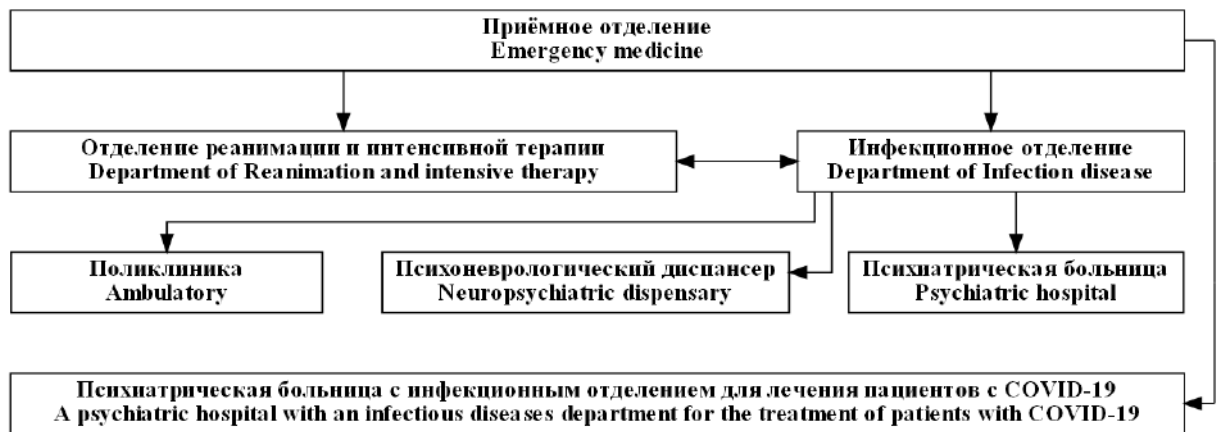 Приёмное отделение
Emergency medicine
Отделение реанимации и интенсивной терапии
Department of Reanimation and intensive therapy
Инфекционное отделение
Department of Infection disease
Поликлиника
Ambulatory
Психоневрологический диспансер
Neuropsychiatric dispensary
Психиатрическая больница
Psychiatric hospital
Психиатрическая больница с инфекционным отделением для лечения пациентов с COVID-19
A psychiatric hospital with an infectious diseases department for the treatment of patients with COVID-19